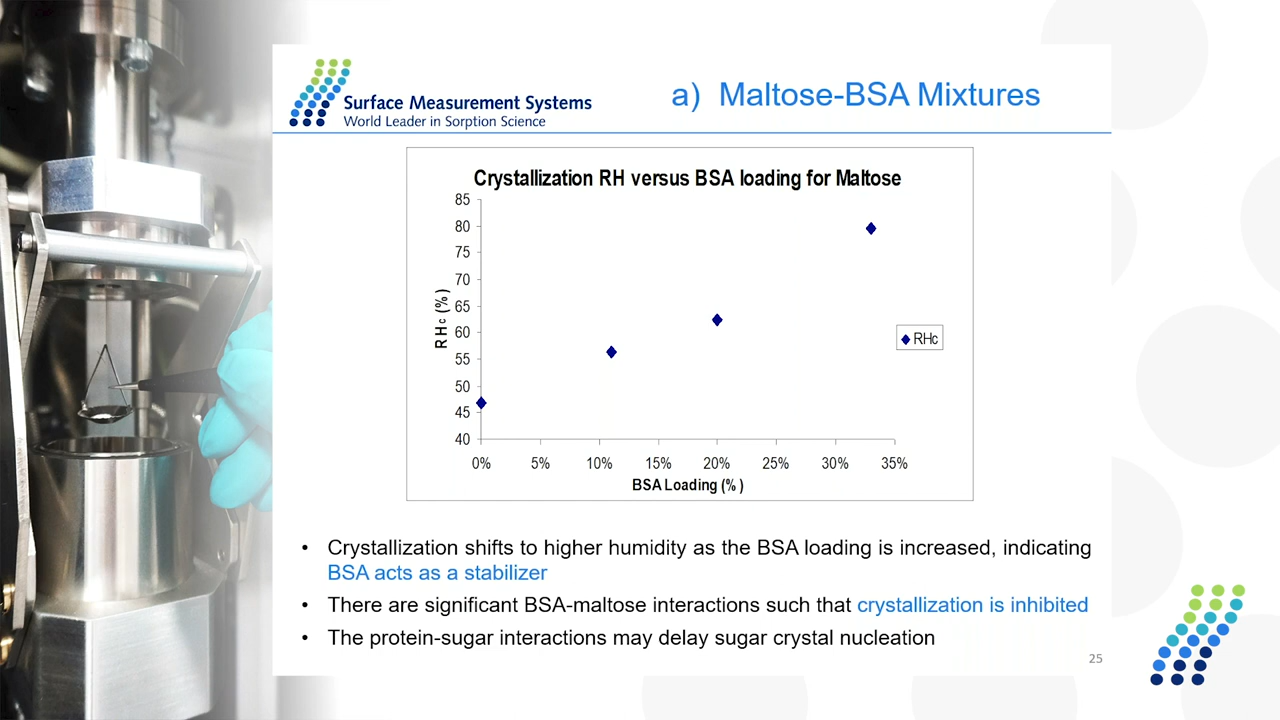 Surface Measurement Systems
World Leader in Sorption Science
a) Maltose-BSA Mixtures
Crystallization RH versus BSA loading for Maltose
85
80
75
70
65
60
55
50
45
40
RHc (%)
0% 5% 10% 15% 20% 25% 30% 35%
BSA Loading (%)
RHc
• Crystallization shifts to higher humidity as the BSA loading is increased, indicating
BSA acts as a stabilizer
• There are significant BSA-maltose interactions such that crystallization is inhibited
• The protein-sugar interactions may delay sugar crystal nucleation
25